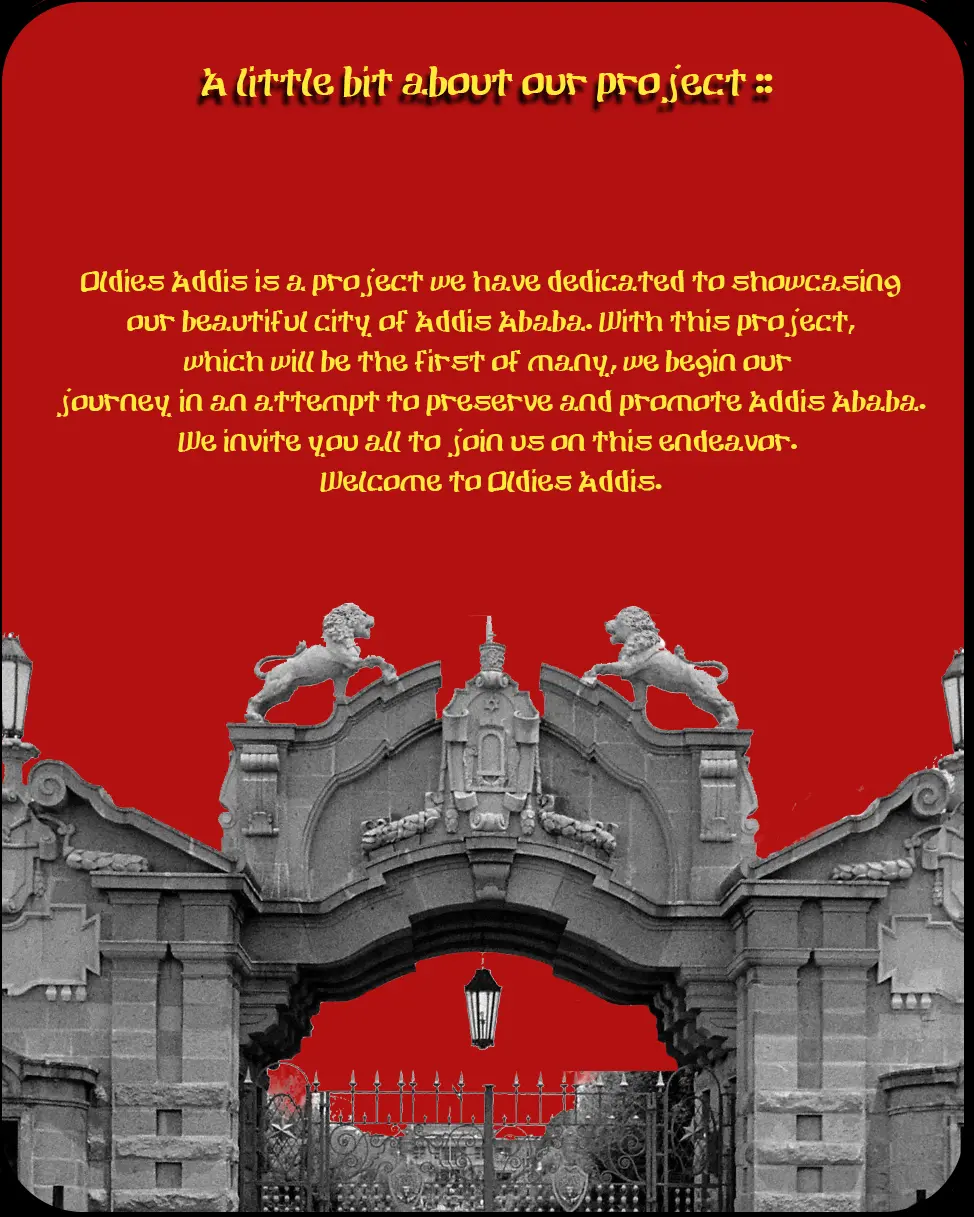 A little bit about our project ::
Oldies Addis is a project we have dedicated to showcasing
our beautiful city of Addis Ababa. With this project,
which will be the first of many, we begin our
journey in an attempt to preserve and promote Addis Ababa.
We invite you all to join us on this endeavor.
Welcome to Oldies Addis.